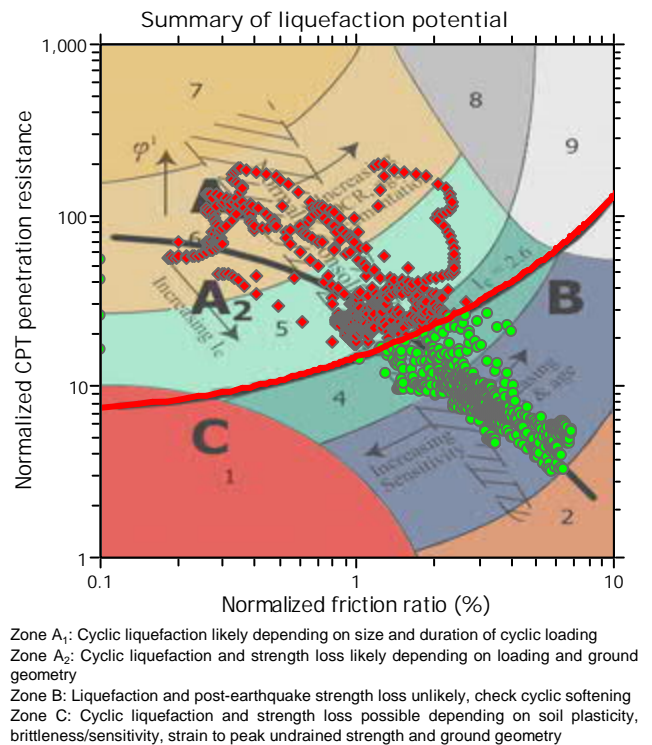 Summary of liquefaction potential
Normalized CPT penetration resistance
1,000
100
10
1
7
8
9
φ'
A
6
Increasing
OCR
A2
5
Increasing Ic
Ic = 2.6
B
4
& age
C
1
Increasing
Sensitivity
2
0.1
1
10
Normalized friction ratio (%)
Zone A1: Cyclic liquefaction likely depending on size and duration of cyclic loading
Zone A2: Cyclic liquefaction and strength loss likely depending on loading and ground
geometry
Zone B: Liquefaction and post-earthquake strength loss unlikely, check cyclic softening
Zone C: Cyclic liquefaction and strength loss possible depending on soil plasticity,
brittleness/sensitivity, strain to peak undrained strength and ground geometry